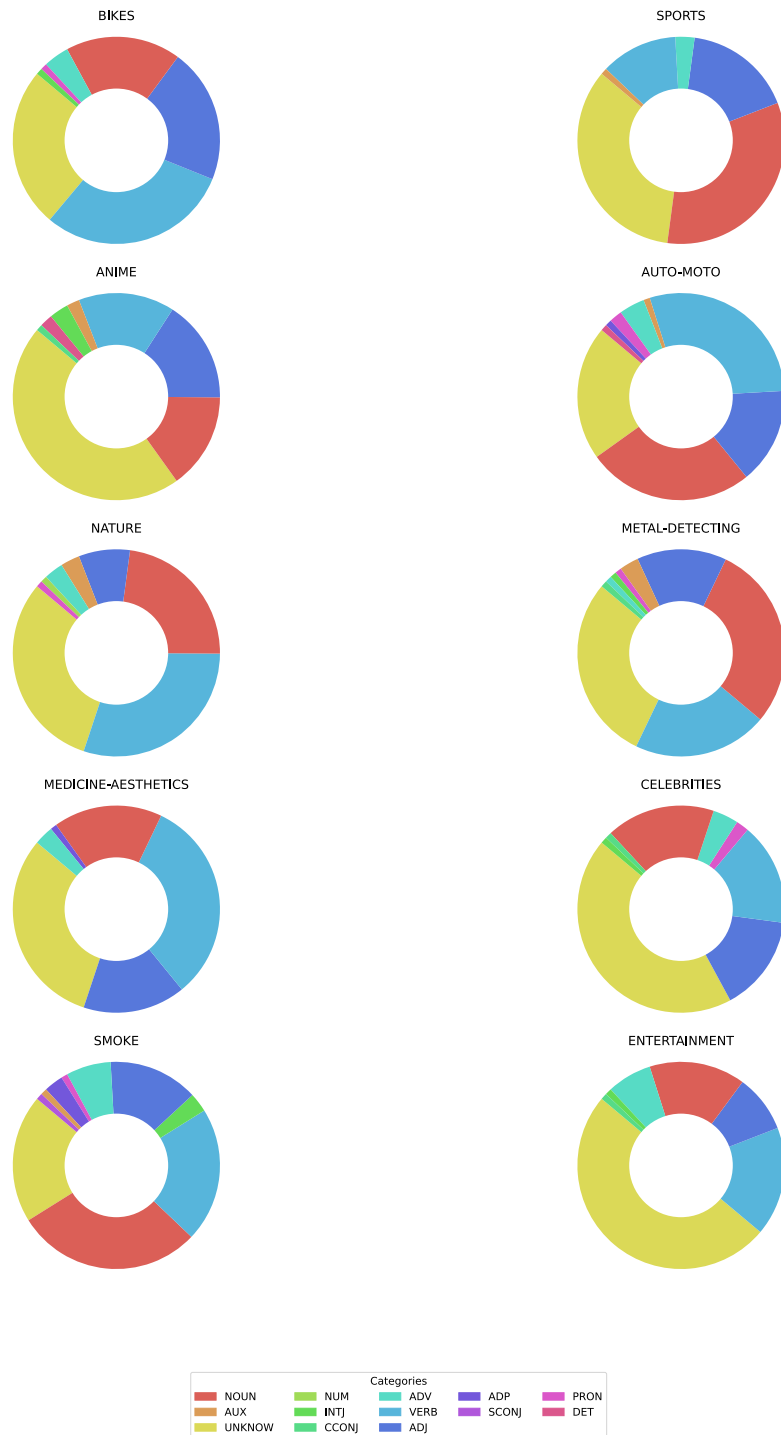 BIKES
SPORTS
ANIME
AUTO-MOTO
NATURE
METAL-DETECTING
MEDICINE-AESTHETICS
CELEBRITIES
SMOKE
ENTERTAINMENT
Categories
NOUN NUM ADV ADP PRON
AUX INTJ VERB SCONJ DET
UNKNOW CCONJ ADJ